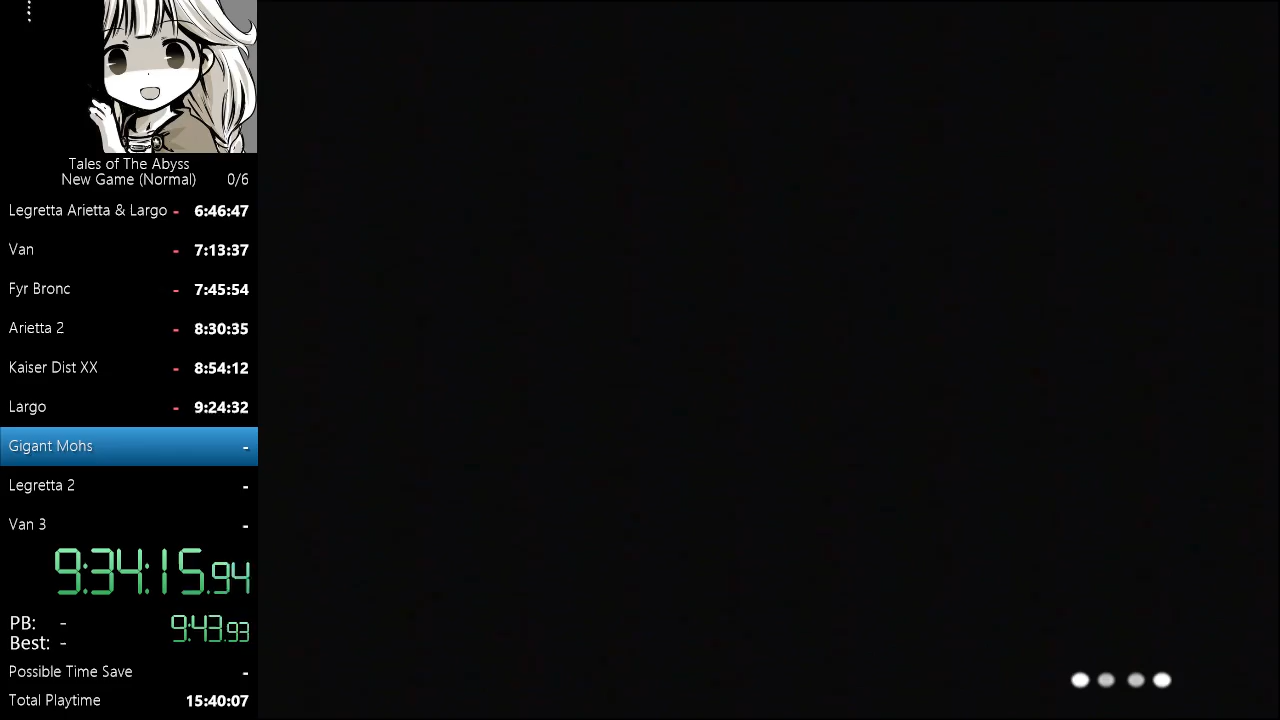 Tales of The Abyss
New Game (Normal) 0/6
Legretta Arietta & Largo - 6:46:47
Van - 7:13:37
Fyr Bronc - 7:45:54
Arietta 2 - 8:30:35
Kaiser Dist XX - 8:54:12
Largo - 9:24:32
Gigant Mohs -
Legretta 2 -
Van 3 -
9:34:15.94
PB: - 9:43.93
Best: -
Possible Time Save -
Total Playtime 15:40:07